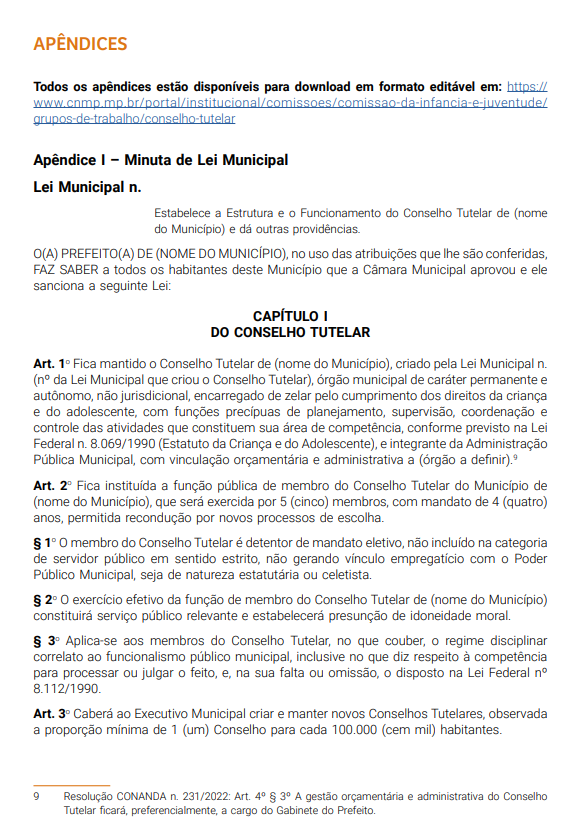 APÊNDICES
Todos os apêndices estão disponíveis para download em formato editável em: https://
www.cnmp.mp.br/portal/institucional/comissoes/comissao-da-infancia-e-juventude/
grupos-de-trabalho/conselho-tutelar
Apêndice I – Minuta de Lei Municipal
Lei Municipal n.
Estabelece a Estrutura e o Funcionamento do Conselho Tutelar de (nome
do Município) e dá outras providências.
O(A) PREFEITO(A) DE (NOME DO MUNICÍPIO), no uso das atribuições que lhe são conferidas,
FAZ SABER a todos os habitantes deste Município que a Câmara Municipal aprovou e ele
sanciona a seguinte Lei:
CAPÍTULO I
DO CONSELHO TUTELAR
Art. 1º Fica mantido o Conselho Tutelar de (nome do Município), criado pela Lei Municipal n.
(nº da Lei Municipal que criou o Conselho Tutelar), órgão municipal de caráter permanente e
autônomo, não jurisdicional, encarregado de zelar pelo cumprimento dos direitos da criança
e do adolescente, com funções precípuas de planejamento, supervisão, coordenação e
controle das atividades que constituem sua área de competência, conforme previsto na Lei
Federal n. 8.069/1990 (Estatuto da Criança e do Adolescente), e integrante da Administração
Pública Municipal, com vinculação orçamentária e administrativa a (órgão a definir).⁹
Art. 2º Fica instituída a função pública de membro do Conselho Tutelar do Município de
(nome do Município), que será exercida por 5 (cinco) membros, com mandato de 4 (quatro)
anos, permitida recondução por novos processos de escolha.
§ 1º O membro do Conselho Tutelar é detentor de mandato eletivo, não incluído na categoria
de servidor público em sentido estrito, não gerando vínculo empregatício com o Poder
Público Municipal, seja de natureza estatutária ou celetista.
§ 2º O exercício efetivo da função de membro do Conselho Tutelar de (nome do Município)
constituirá serviço público relevante e estabelecerá presunção de idoneidade moral.
§ 3º Aplica-se aos membros do Conselho Tutelar, no que couber, o regime disciplinar
correlato ao funcionalismo público municipal, inclusive no que diz respeito à competência
para processar ou julgar o feito, e, na sua falta ou omissão, o disposto na Lei Federal nº
8.112/1990.
Art. 3º Caberá ao Executivo Municipal criar e manter novos Conselhos Tutelares, observada
a proporção mínima de 1 (um) Conselho para cada 100.000 (cem mil) habitantes.
9 Resolução CONANDA n. 231/2022: Art. 4º § 3º A gestão orçamentária e administrativa do Conselho
Tutelar ficará, preferencialmente, a cargo do Gabinete do Prefeito.